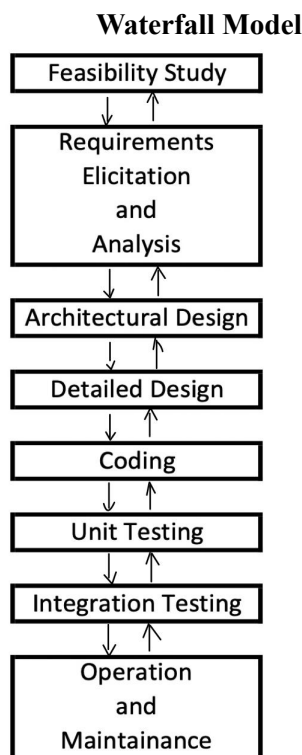 Waterfall Model
Feasibility Study
Requirements
Elicitation
and
Analysis
Architectural Design
Detailed Design
Coding
Unit Testing
Integration Testing
Operation
and
Maintainance